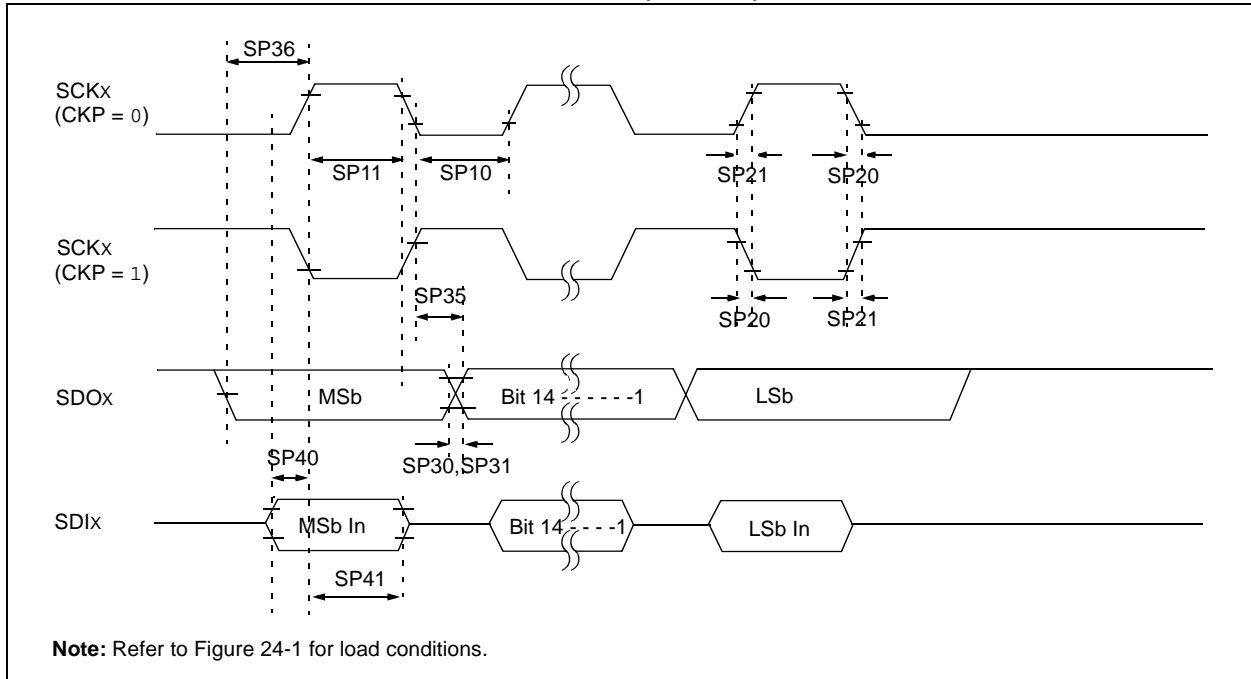 SP36
SCKx
(CKP = 0)
SP11
SP10
SP21
SP20
SCKx
(CKP = 1)
SP35
SP20
SP21
SDOx
MSb
Bit 14 - - - - - -1
LSb
SP40
SP30,SP31
SDIx
MSb In
Bit 14 - - - -1
LSb In
SP41
Note: Refer to Figure 24-1 for load conditions.